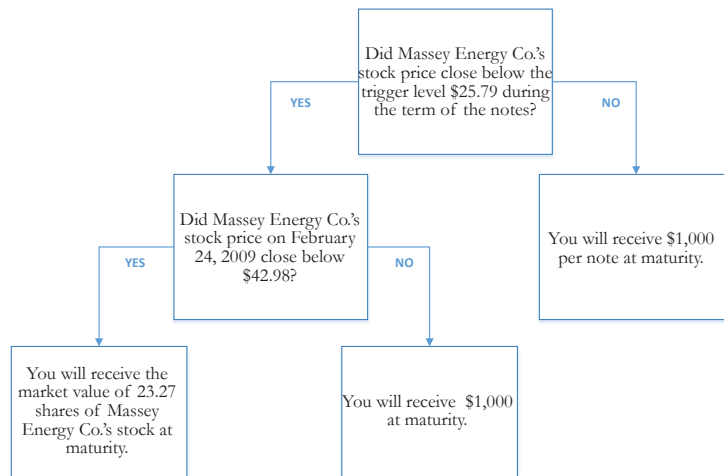 Did Massey Energy Co.'s
stock price close below the
trigger level $25.79 during
the term of the notes?
YES
NO
Did Massey Energy Co.'s
stock price on February
24, 2009 close below
$42.98?
You will receive $1,000
per note at maturity.
YES
NO
You will receive the
market value of 23.27
shares of Massey
Energy Co.'s stock at
maturity.
You will receive $1,000
at maturity.